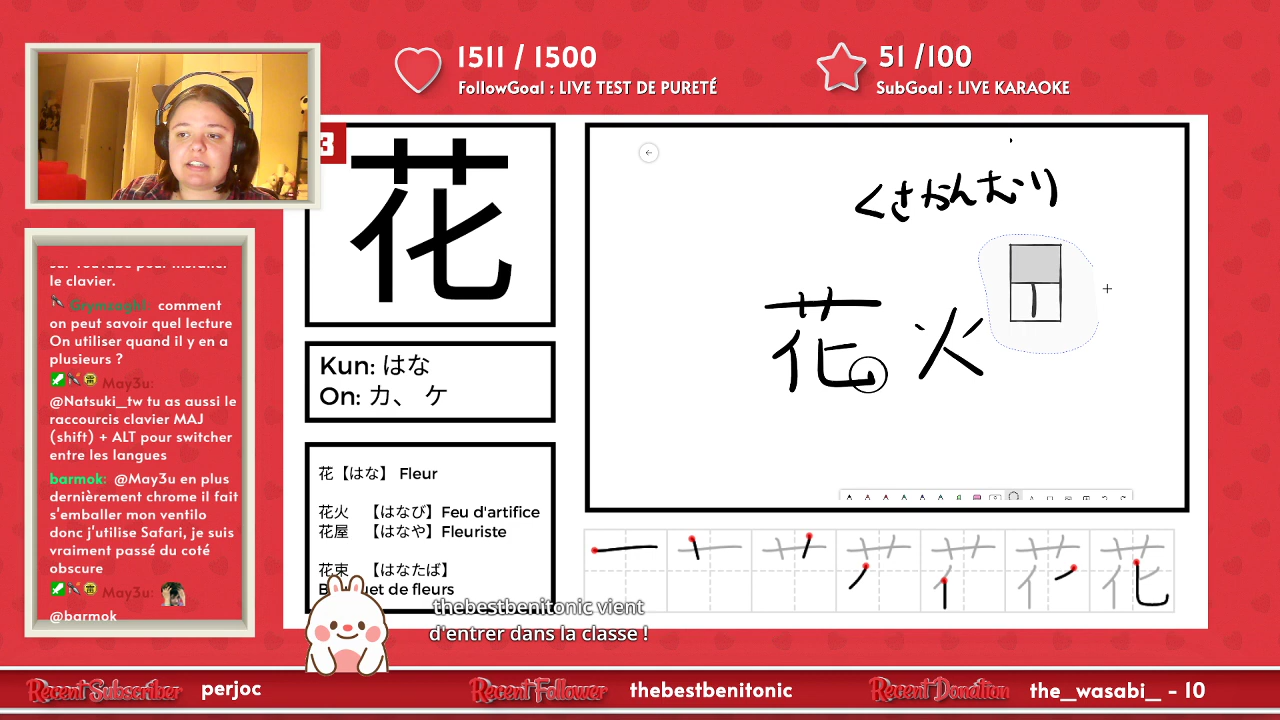 1511 / 1500
FollowGoal : LIVE TEST DE PURETÉ
51 /100
SubGoal : LIVE KARAOKE
3
花
Kun: はな
On: カ、 ケ
花【はな】 Fleur
花火 【はなび】Feu d'artifice
花屋 【はなや】Fleuriste
花束 【はなたば】
B uet de fleurs
くさかんむり
花 火
le clavier.
Grymzaghl: comment
on peut savoir quel lecture
On utiliser quand il y en a
plusieurs ?
May3u:
@Natsuki_tw tu as aussi le
raccourcis clavier MAJ
(shift) + ALT pour switcher
entre les langues
barmok: @May3u en plus
dernièrement chrome il fait
s'emballer mon ventilo
donc j'utilise Safari, je suis
vraiment passé du coté
obscure
May3u:
@barmok
thebestbenitonic vient
d'entrer dans la classe !
Recent Subscriber perjoc
Recent Follower thebestbenitonic
Recent Donation the_wasabi_ - 10